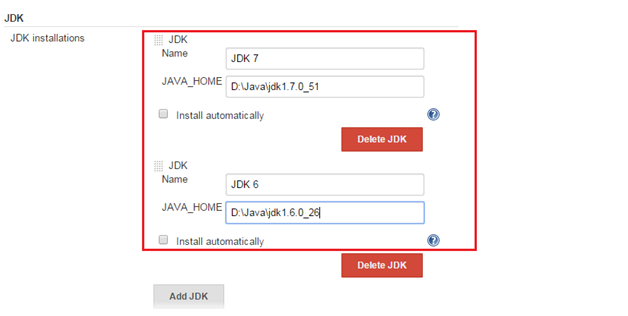 JDK
JDK installations
JDK
Name
JDK 7
JAVA_HOME
D:\Java\jdk1.7.0_51
Install automatically
?
Delete JDK
JDK
Name
JDK 6
JAVA_HOME
D:\Java\jdk1.6.0_26
Install automatically
?
Delete JDK
Add JDK